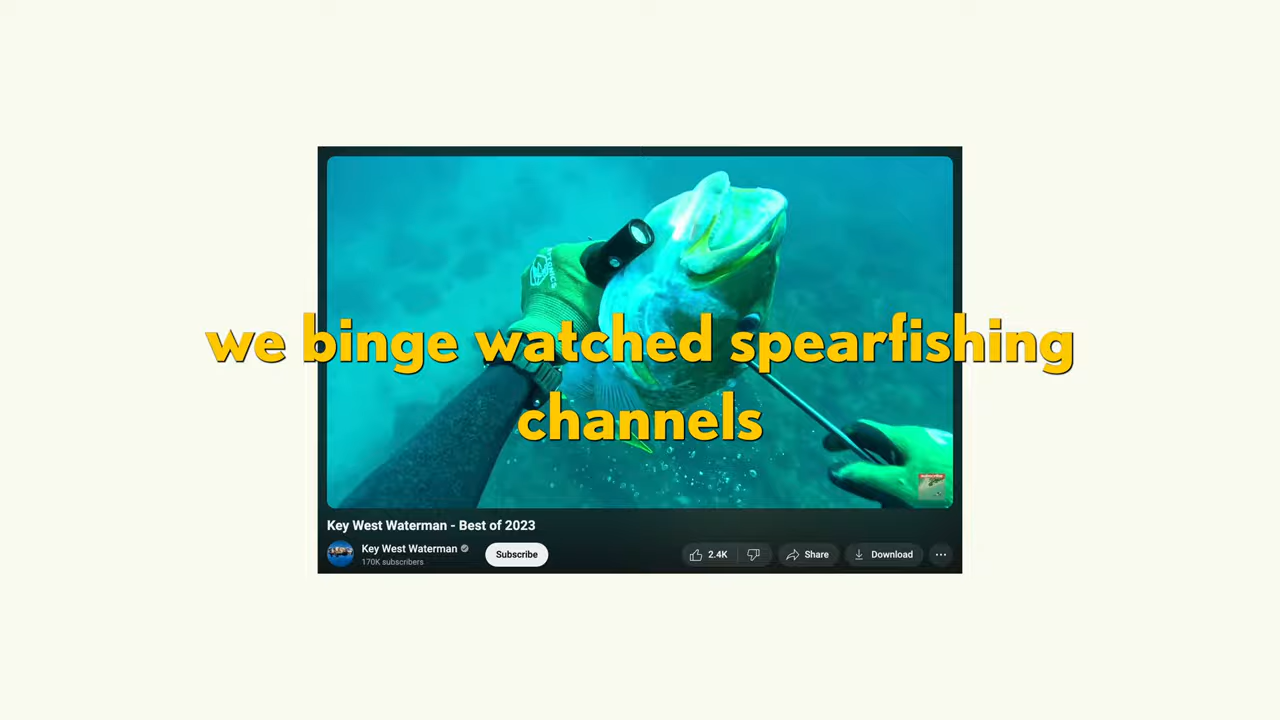 we binge watched spearfishing
channels
Key West Waterman - Best of 2023
Key West Waterman
170K subscribers
Subscribe
2.4K
Share
Download